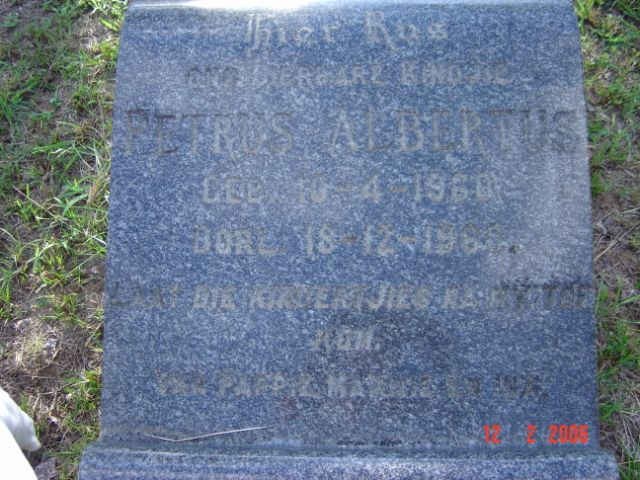 Hier Rus
ONS DIERBARE KINDJIE
PETRUS ALBERTUS
GEB. 10-4-1960
OORL. 18-12-1960.
LAAT DIE KINDERTJIES NA MY TOE
KOM.
VAN PAPPIE, MAMMIE EN
12 2 2006